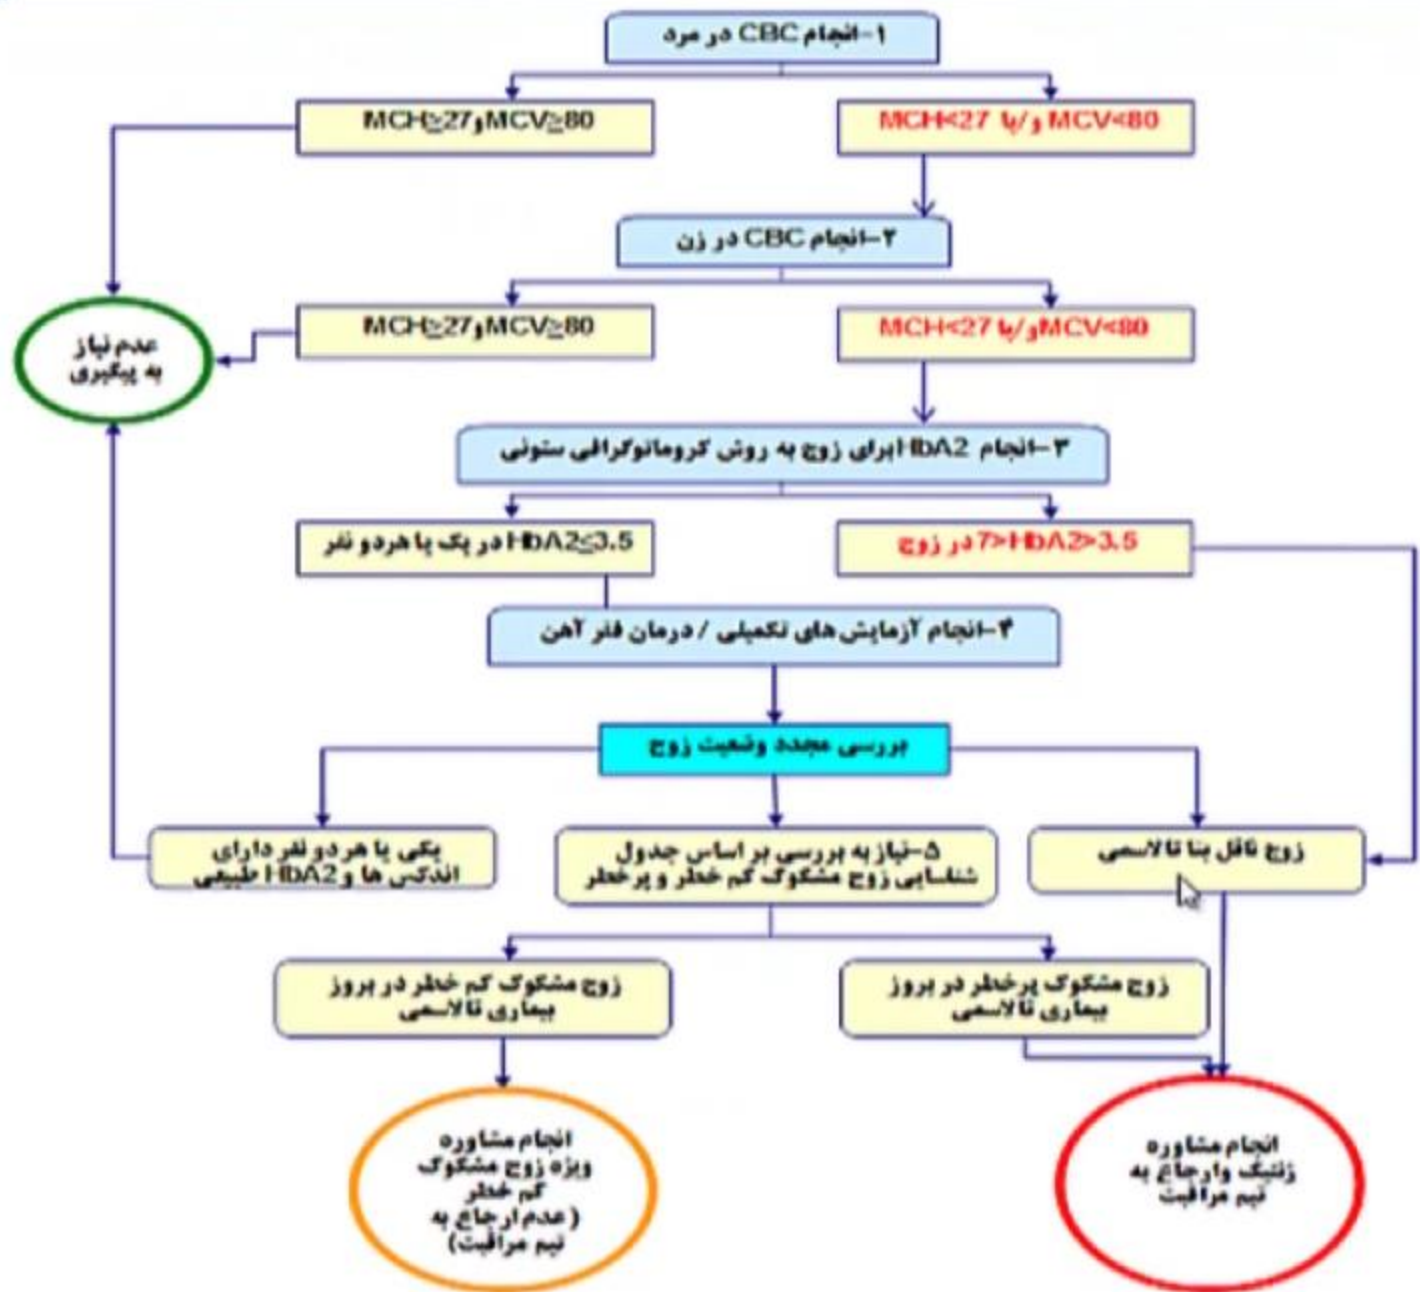 ۱-انجام CBC در مرد
MCV≥80 و MCH≥27
MCV<80 و/یا MCH<27
۲-انجام CBC در زن
MCV≥80 و MCH≥27
MCV<80 و/یا MCH<27
عدم نیاز
به پیگیری
۳-انجام HbA2 برای زوج به روش کروماتوگرافی ستونی
HbA2≤3.5 در یک یا هردو نفر
7>HbA2>3.5 در زوج
۴-انجام آزمایش های تکمیلی / درمان فقر آهن
بررسی مجدد وضعیت زوج
یکی یا هر دو نفر دارای
اندکس ها و HbA2 طبیعی
۵-نیاز به بررسی بر اساس جدول
شناسایی زوج مشکوک کم خطر و پرخطر
زوج ناقل بتا تالاسمی
زوج مشکوک کم خطر در بروز
بیماری تالاسمی
زوج مشکوک پرخطر در بروز
بیماری تالاسمی
انجام مشاوره
ویژه زوج مشکوک
کم خطر
(عدم ارجاع به
تیم مراقبت)
انجام مشاوره
ژنتیک وارجاع به
تیم مراقبت